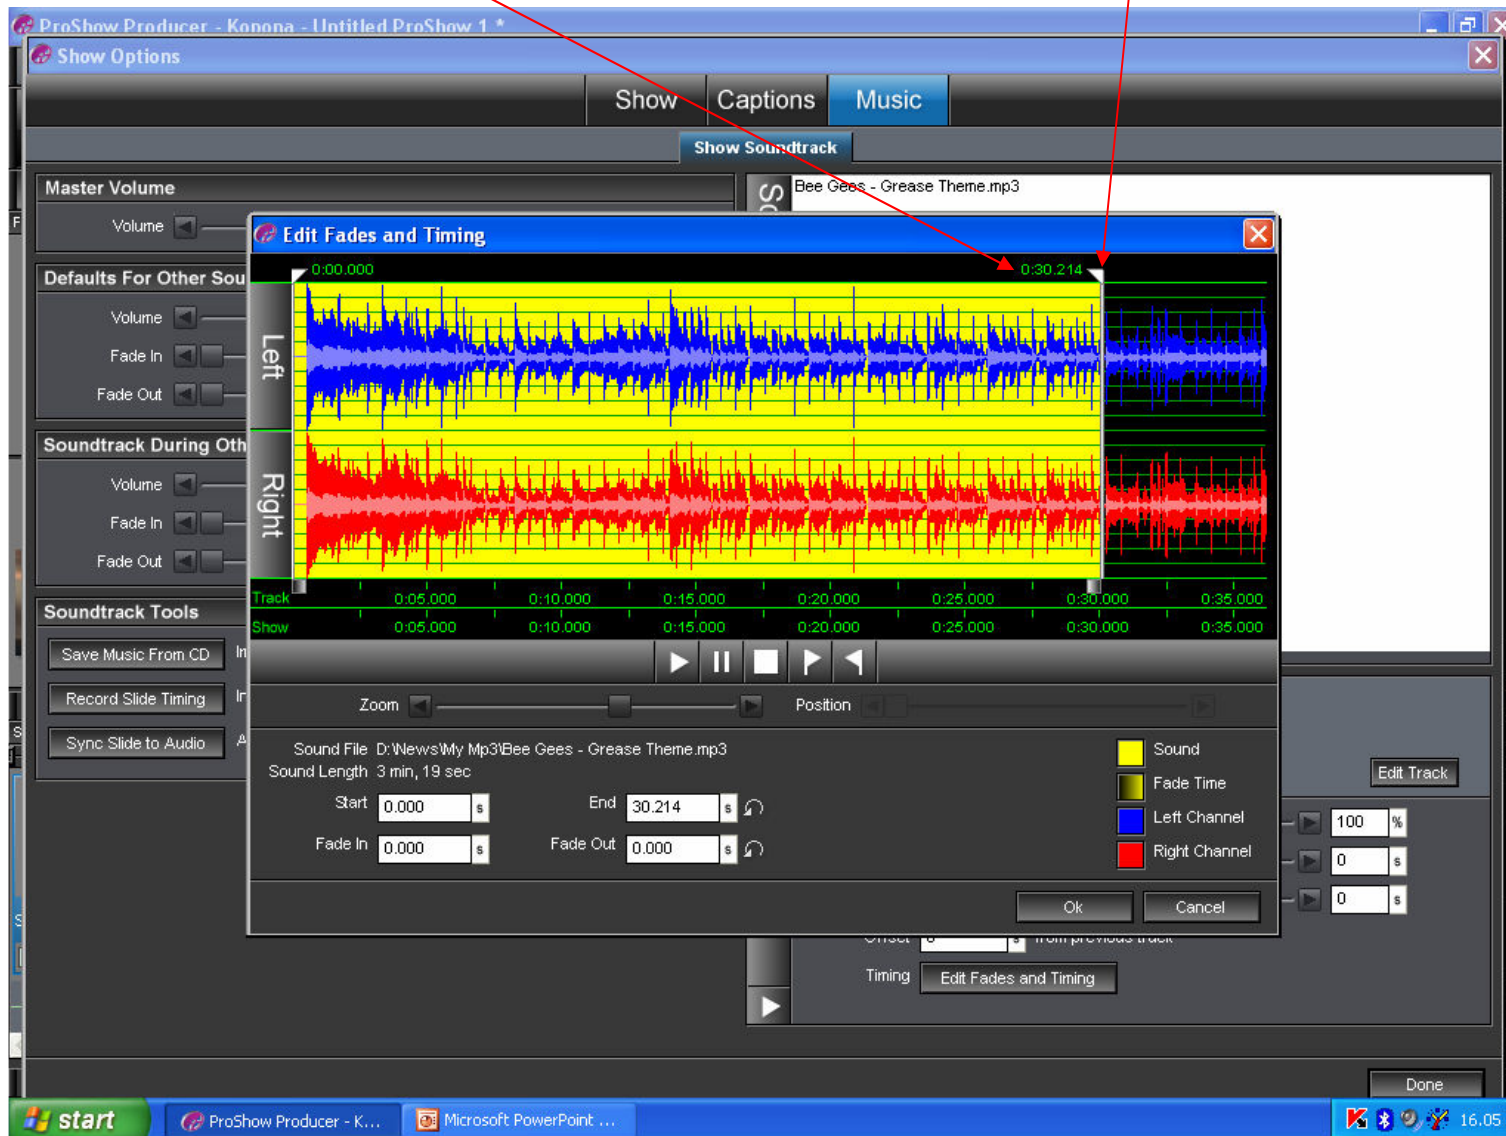 ProShow Producer - Konona - Untitled ProShow 1 *
Show Options
Show Captions Music
Show Soundtrack
Master Volume
Volume
Bee Gees - Grease Theme.mp3
Edit Fades and Timing
0:00.000 0:30.214
Defaults For Other Sou
Volume
Fade In
Fade Out
Left
Soundtrack During Oth
Volume
Fade In
Fade Out
Right
Track 0:05.000 0:10.000 0:15.000 0:20.000 0:25.000 0:30.000 0:35.000
Show 0:05.000 0:10.000 0:15.000 0:20.000 0:25.000 0:30.000 0:35.000
Soundtrack Tools
Save Music From CD
Record Slide Timing
Sync Slide to Audio
Zoom Position
Sound File D:\News\My Mp3\Bee Gees - Grease Theme.mp3
Sound Length 3 min, 19 sec
Start 0.000 s End 30.214 s
Fade In 0.000 s Fade Out 0.000 s
Sound
Fade Time
Left Channel
Right Channel
Ok Cancel
Edit Track
100 %
0 s
0 s
Offset 0 s from previous track
Timing Edit Fades and Timing
Done
start ProShow Producer - K... Microsoft PowerPoint ... 16.05